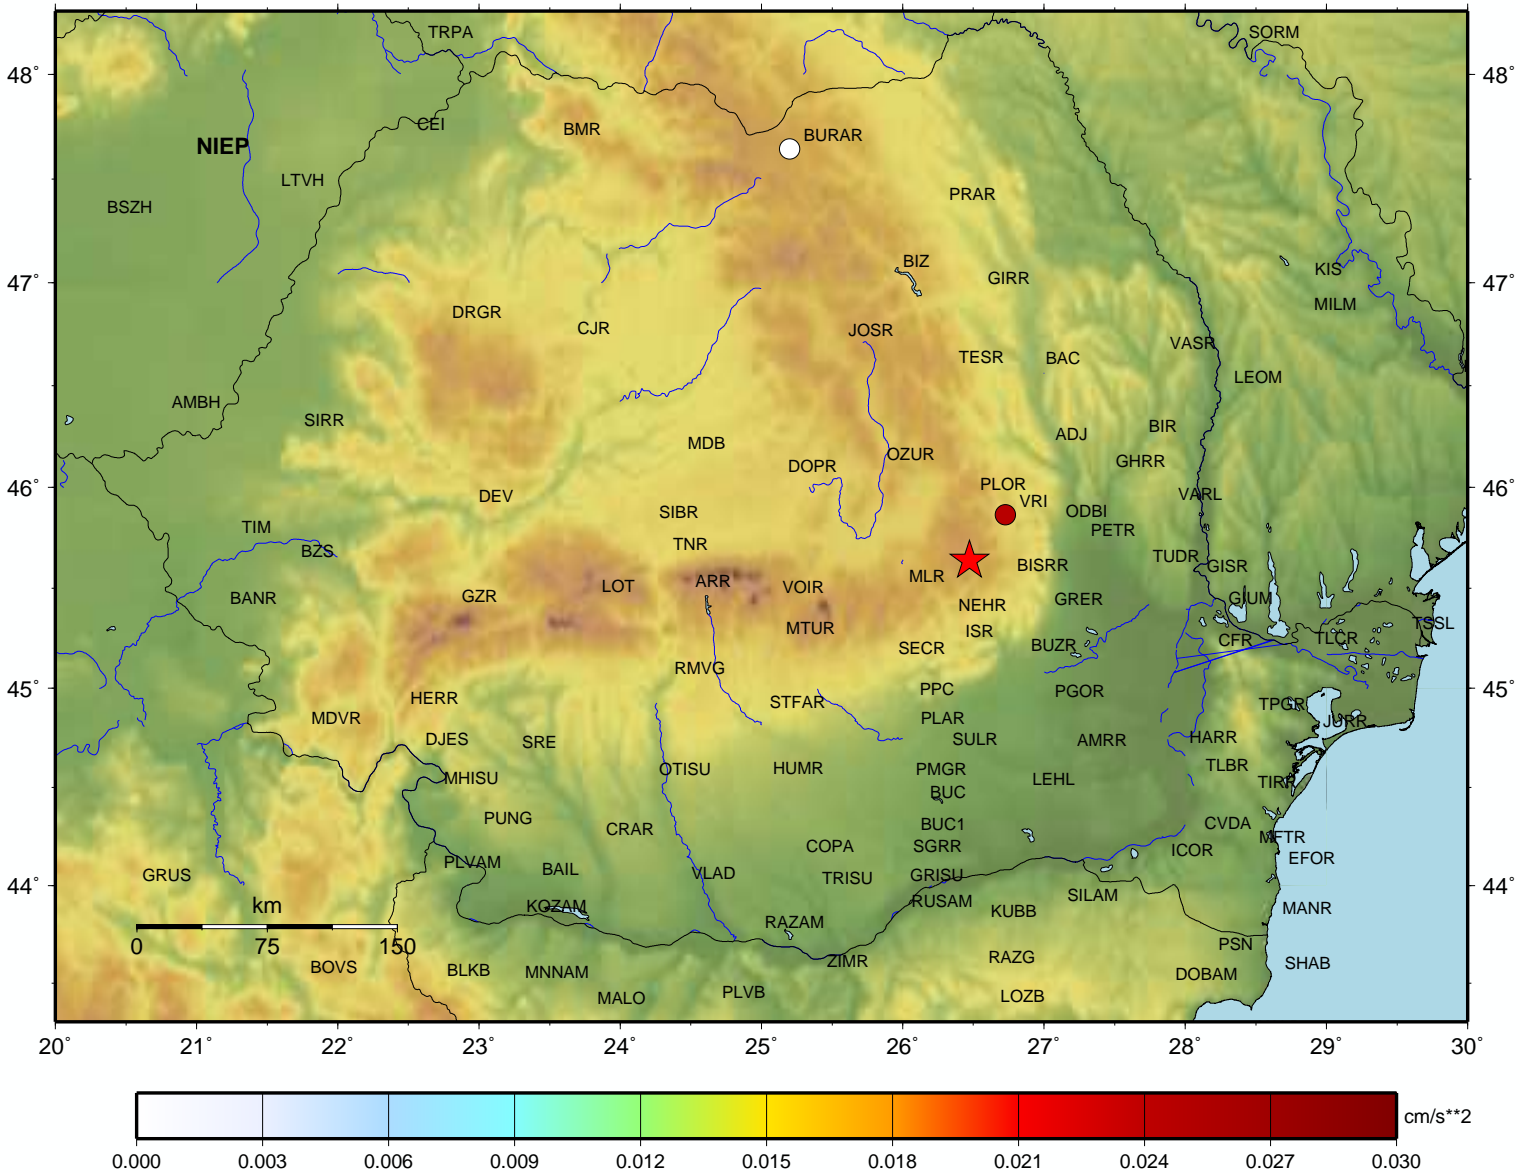 TRPA
SORM
48°
48°
CEI
BMR
BURAR
NIEP
LTVH
PRAR
BSZH
BIZ
KIS
GIRR
47°
47°
MILM
DRGR
CJR
JOSR
VASR
TESR
BAC
LEOM
AMBH
SIRR
BIR
ADJ
MDB
OZUR
GHRR
DOPR
46°
46°
PLOR
DEV
VARL
VRI
SIBR
ODBI
TIM
PETR
TNR
BZS
TUDR
BISRR
GISR
MLR
ARR
LOT
VOIR
BANR
GZR
GRER
GIUM
NEHR
TSSL
MTUR
ISR
TLCR
CFR
SECR
BUZR
RMVG
45°
45°
PPC
PGOR
HERR
STFAR
TPGR
MDVR
PLAR
JURR
DJES
SRE
SULR
AMRR
HARR
OTISU
HUMR
PMGR
TLBR
MHISU
LEHL
TIRR
BUC
PUNG
CRAR
BUC1
CVDA
MFTR
COPA
SGRR
ICOR
EFOR
PLVAM
BAIL
VLAD
44°
44°
GRUS
TRISU
GRISU
SILAM
KOZAM
RUSAM
km
KUBB
MANR
RAZAM
0
75
150
PSN
RAZG
BOVS
BLKB
MNNAM
ZIMR
SHAB
DOBAM
MALO
PLVB
LOZB
20°
21°
22°
23°
24°
25°
26°
27°
28°
29°
30°
cm/s**2
0.000
0.003
0.006
0.009
0.012
0.015
0.018
0.021
0.024
0.027
0.030